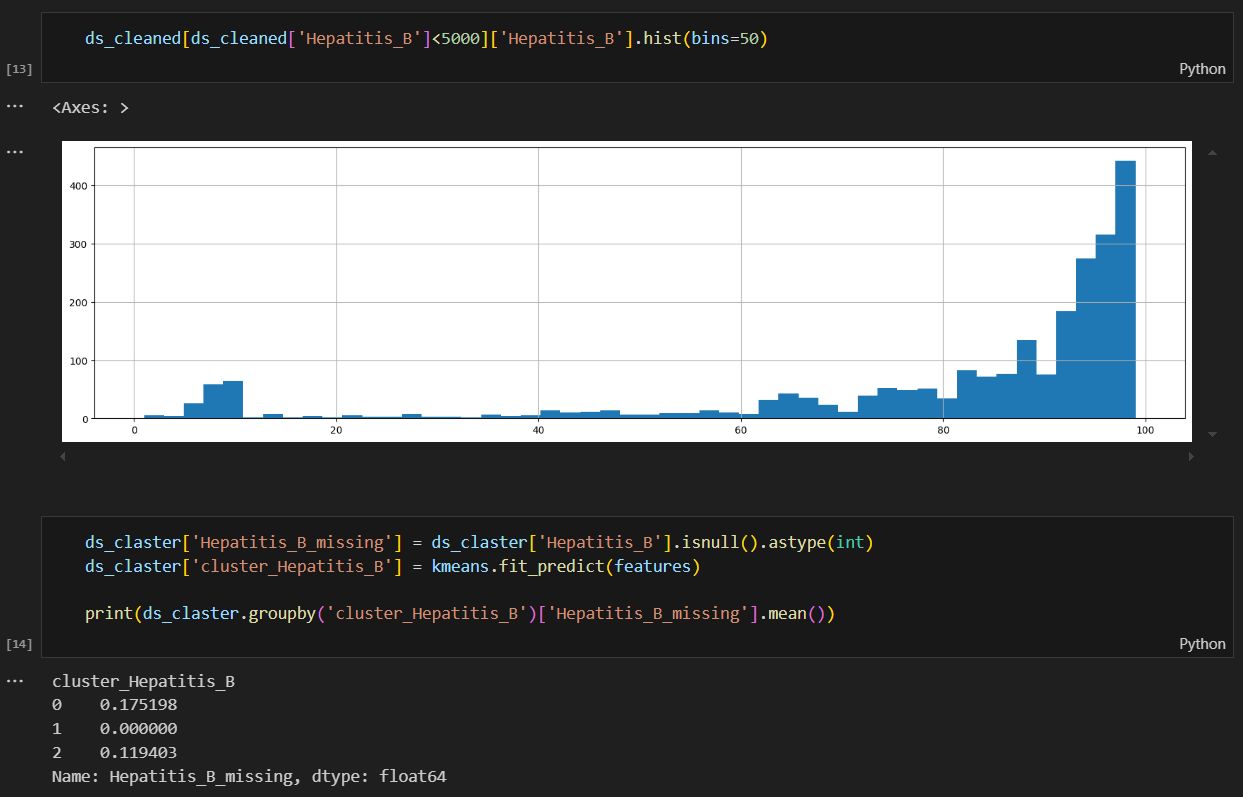 ds_cleaned[ds_cleaned['Hepatitis_B']<5000]['Hepatitis_B'].hist(bins=50)
[13]
Python
...
<Axes: >
...
400
300
200
100
0
0 20 40 60 80 100
ds_claster['Hepatitis_B_missing'] = ds_claster['Hepatitis_B'].isnull().astype(int)
ds_claster['cluster_Hepatitis_B'] = kmeans.fit_predict(features)
print(ds_claster.groupby('cluster_Hepatitis_B')['Hepatitis_B_missing'].mean())
[14]
Python
...
cluster_Hepatitis_B
0 0.175198
1 0.000000
2 0.119403
Name: Hepatitis_B_missing, dtype: float64